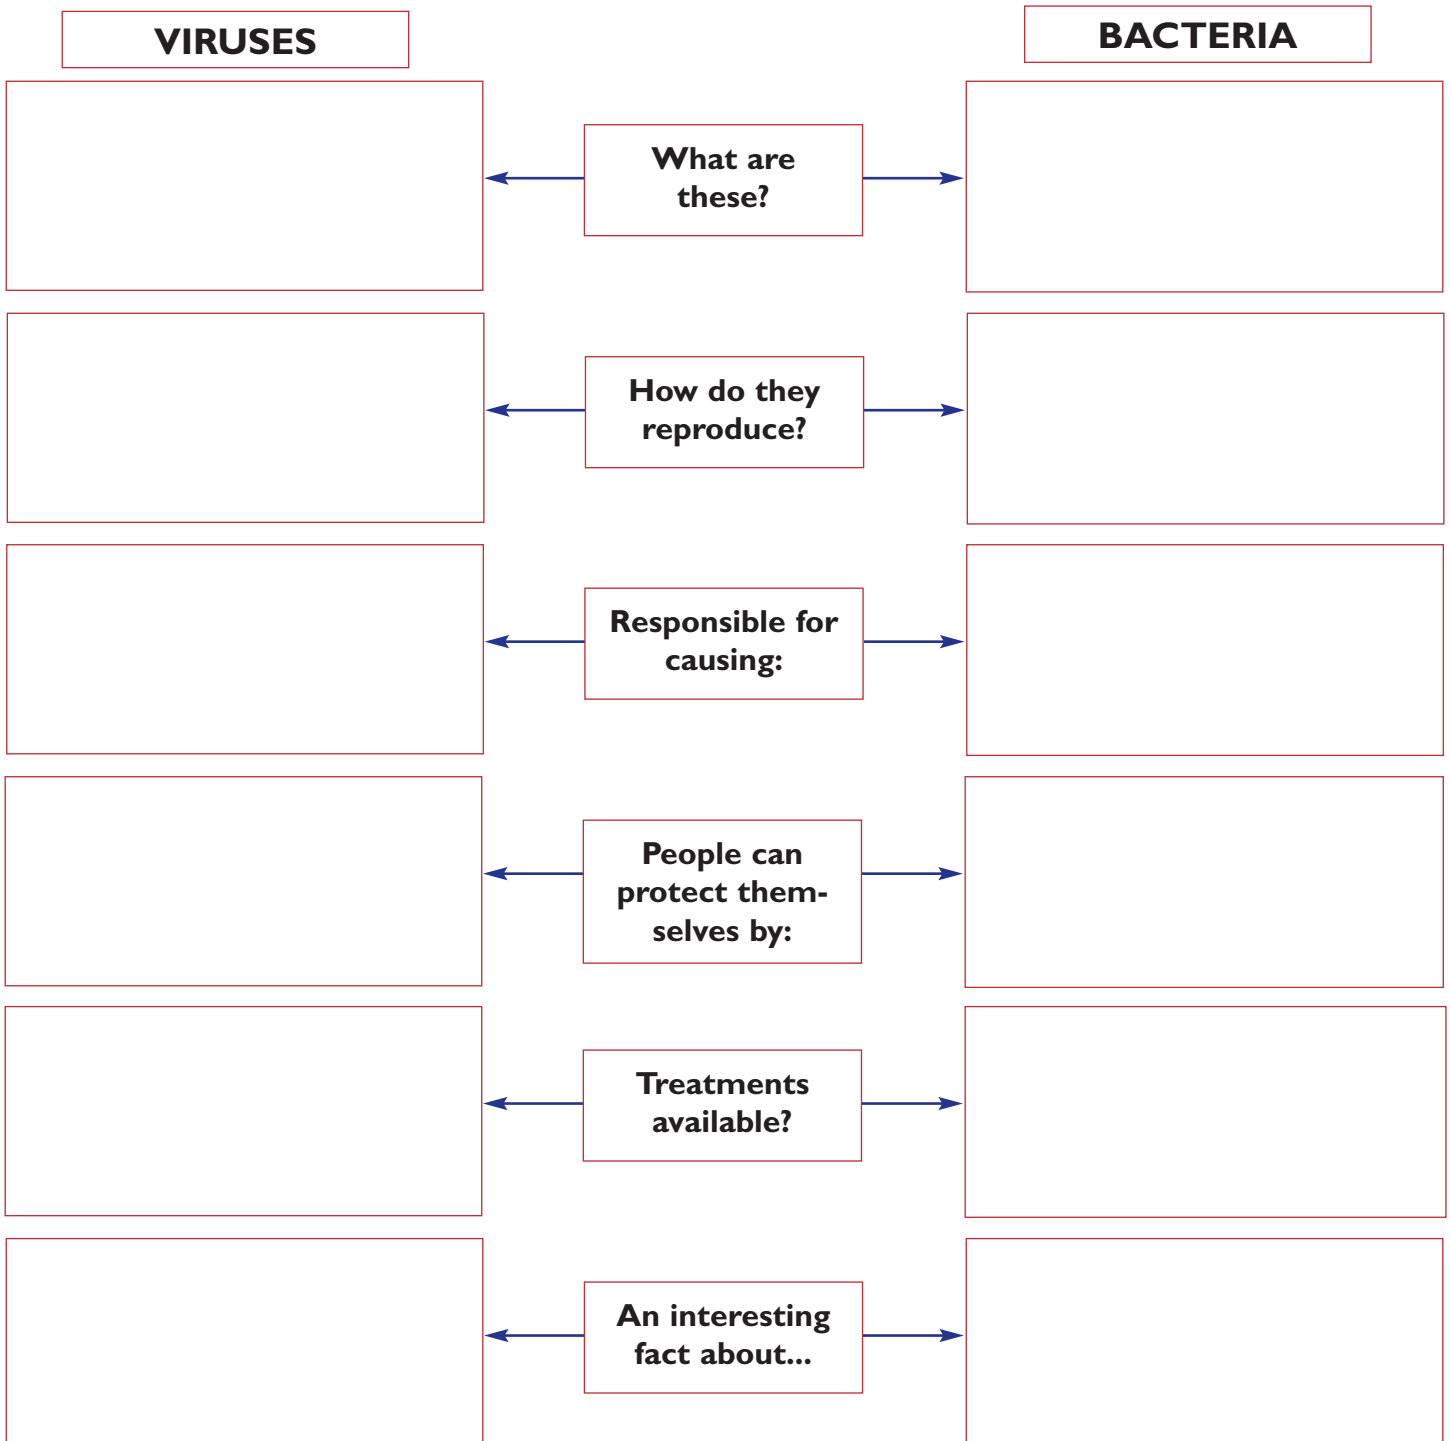 VIRUSES
BACTERIA
What are
these?
How do they
reproduce?
Responsible for
causing:
People can
protect them-
selves by:
Treatments
available?
An interesting
fact about...